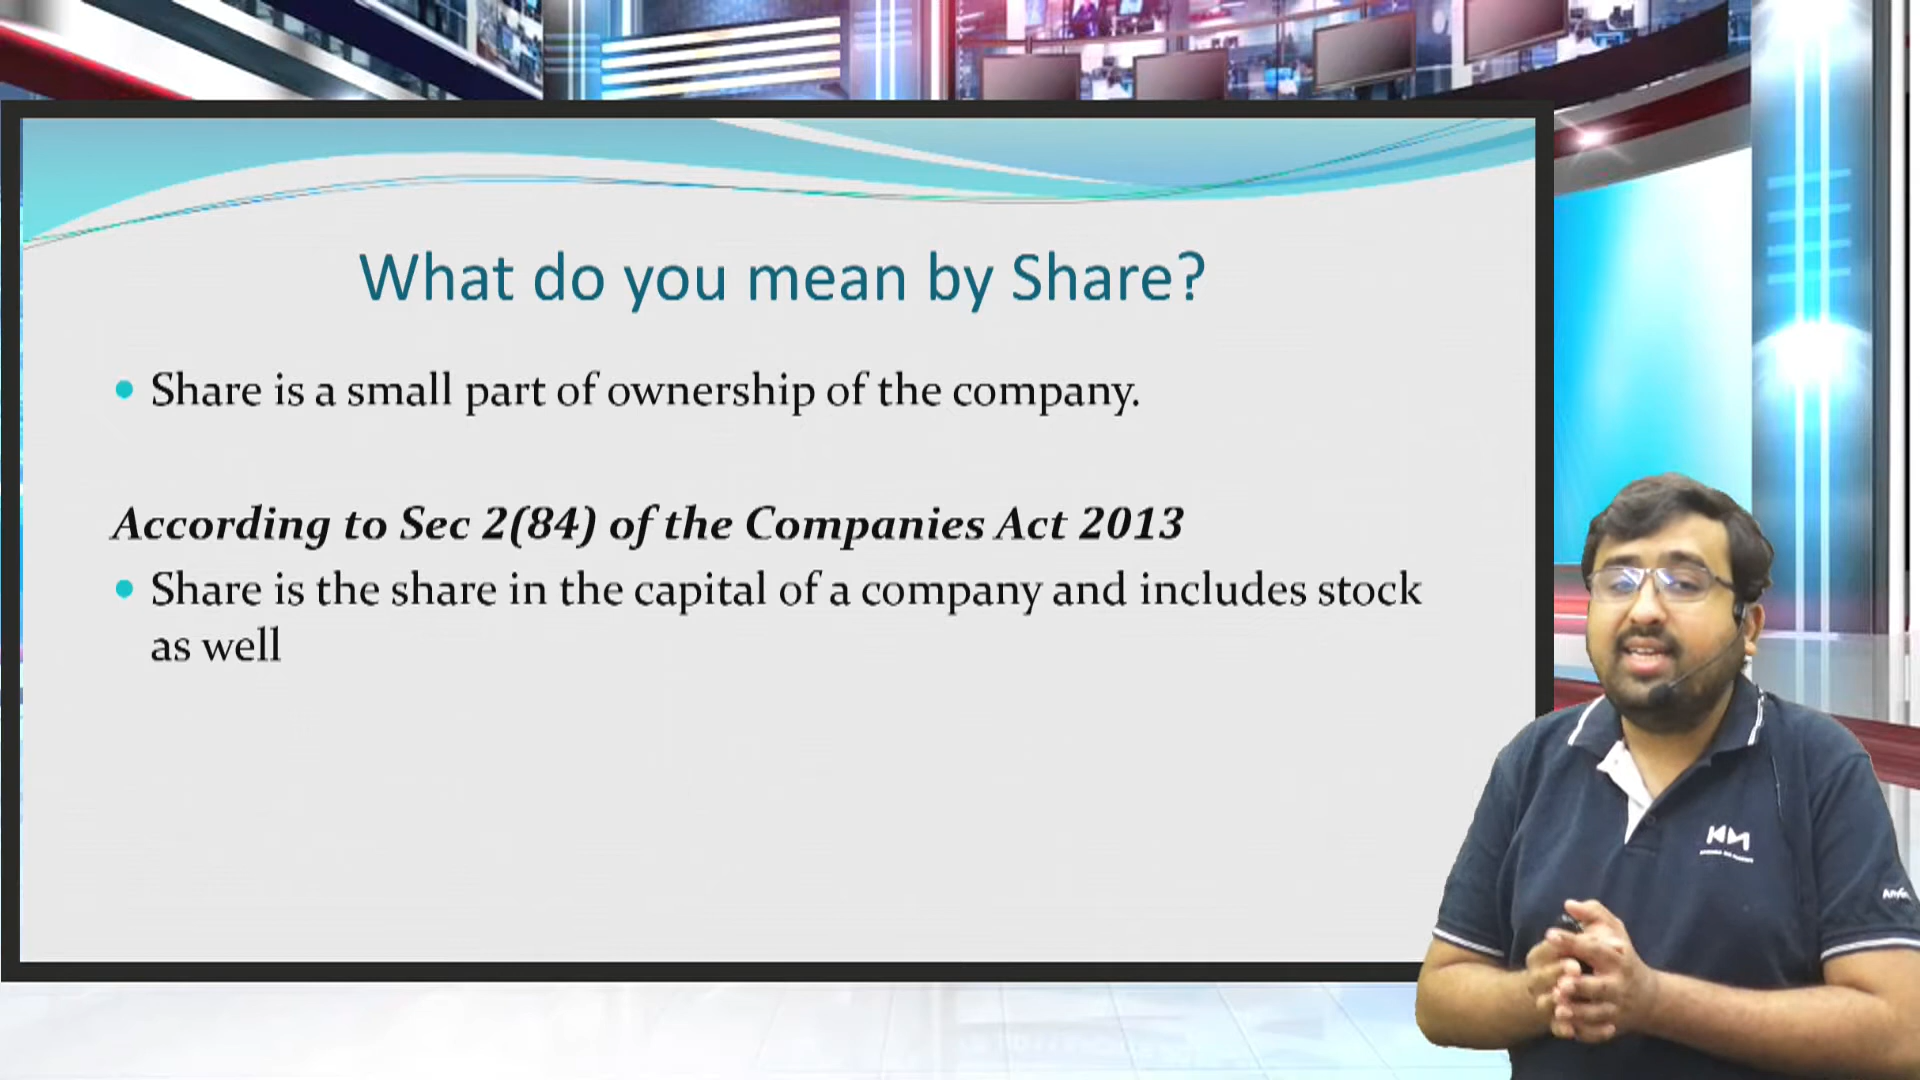 What do you mean by Share?
Share is a small part of ownership of the company.
According to Sec 2(84) of the Companies Act 2013
Share is the share in the capital of a company and includes stock
as well